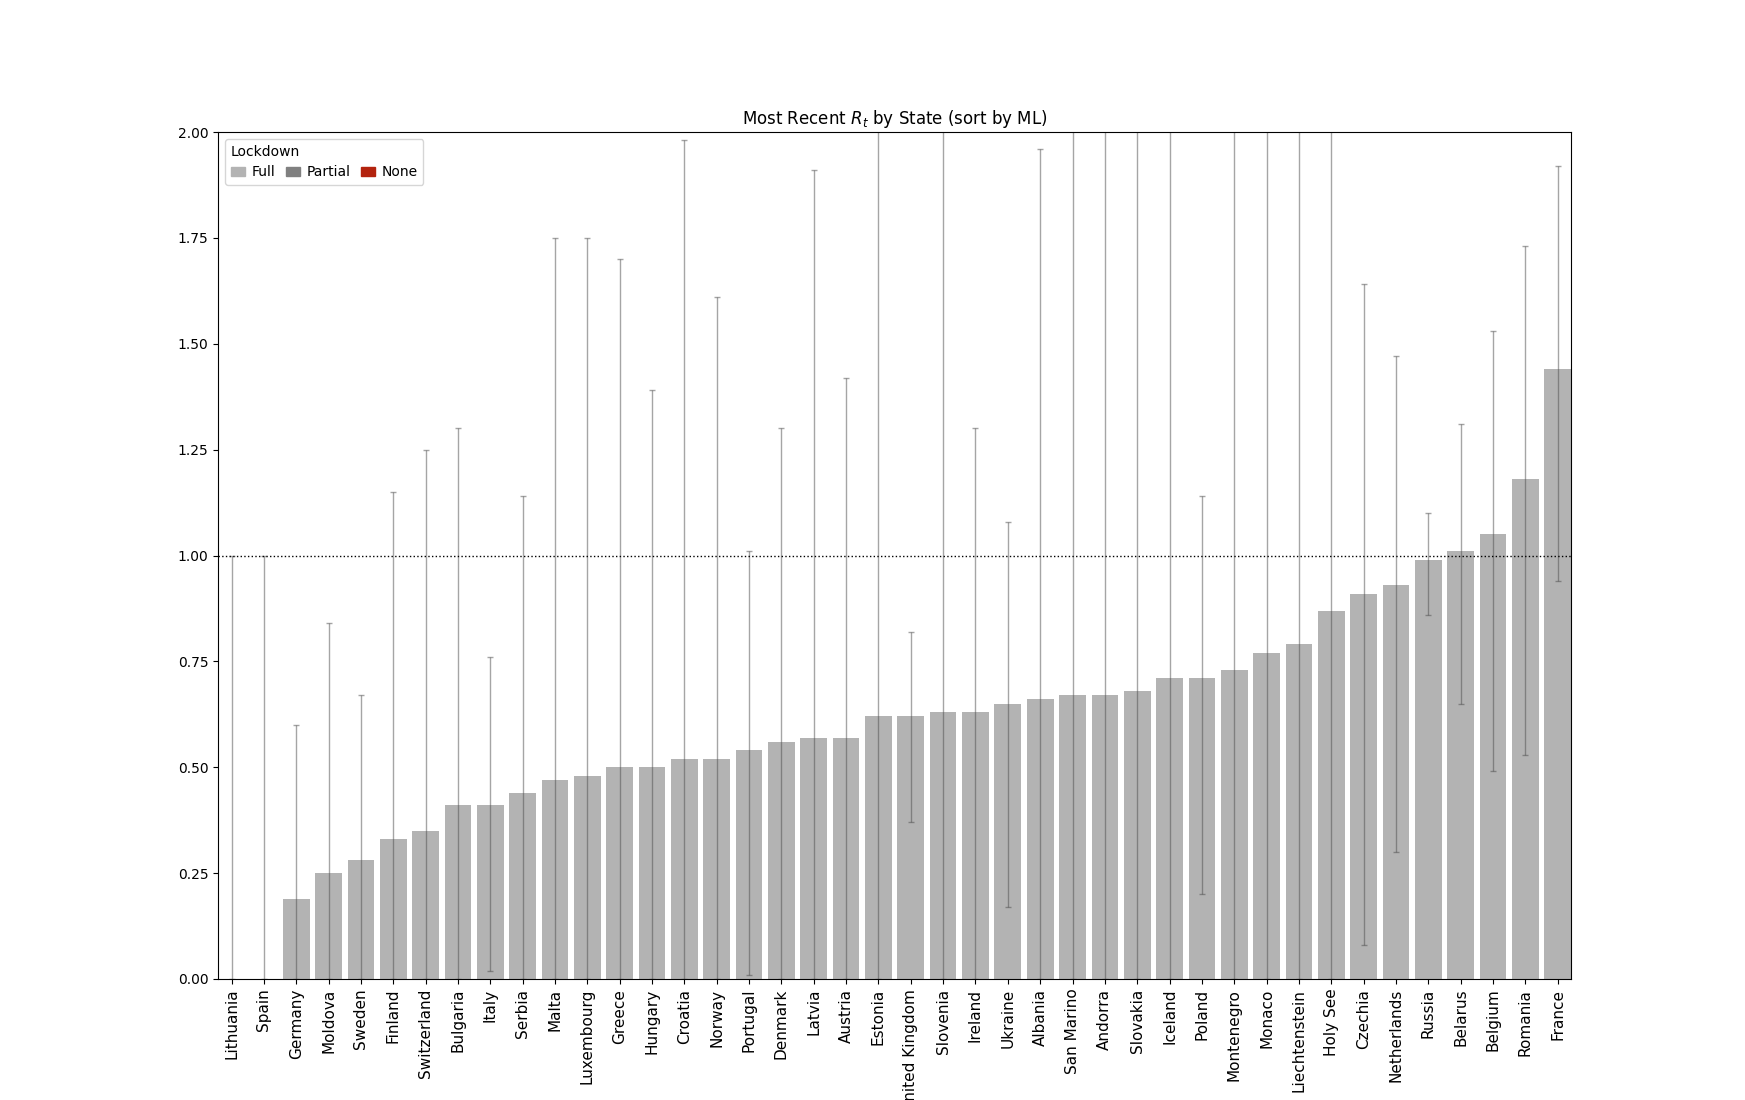 Most Recent Rt by State (sort by ML)
Lockdown
Full Partial None
2.00
1.75
1.50
1.25
1.00
0.75
0.50
0.25
0.00
Lithuania
Spain
Germany
Moldova
Sweden
Finland
Switzerland
Bulgaria
Italy
Serbia
Malta
Luxembourg
Greece
Hungary
Croatia
Norway
Portugal
Denmark
Latvia
Austria
Estonia
nited Kingdom
Slovenia
Ireland
Ukraine
Albania
San Marino
Andorra
Slovakia
Iceland
Poland
Montenegro
Monaco
Liechtenstein
Holy See
Czechia
Netherlands
Russia
Belarus
Belgium
Romania
France